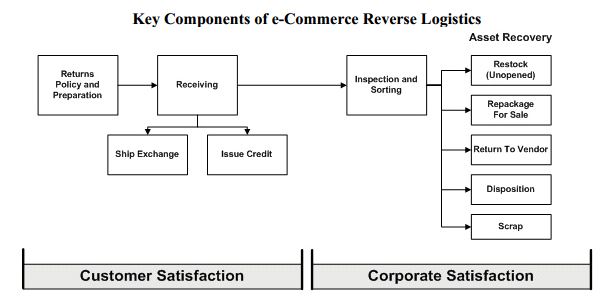 Key Components of e-Commerce Reverse Logistics
Asset Recovery
Returns
Policy and
Preparation
Receiving
Inspection and
Sorting
Restock
(Unopened)
Repackage
For Sale
Ship Exchange
Issue Credit
Return To Vendor
Disposition
Scrap
Customer Satisfaction
Corporate Satisfaction